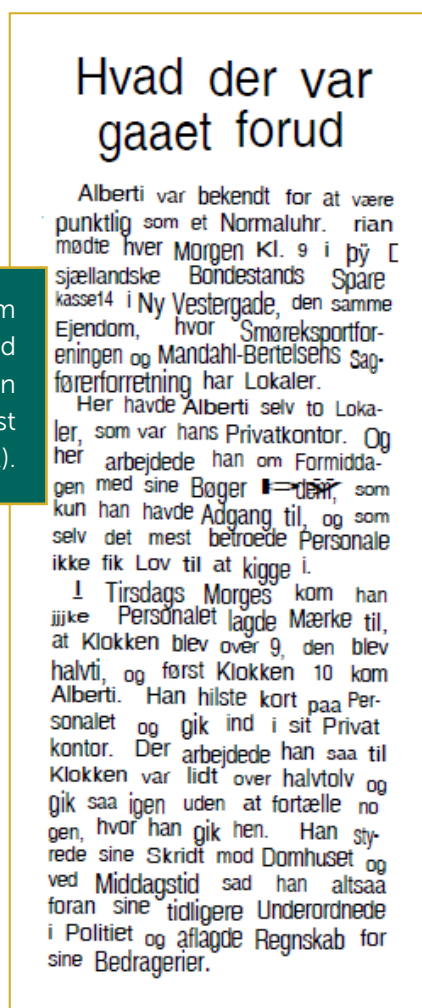 Hvad der var
gaaet forud
Alberti var bekendt for at være
punktlig som et Normaluhr. rian
mødte hver Morgen Kl. 9 i þÿ D
sjællandske Bondestands Spare
kasse14 i Ny Vestergade, den samme
Ejendom, hvor Smøreksportfor-
eningen og Mandahl-Bertelsens Sag-
førerforretning har Lokaler.
Her havde Alberti selv to Loka-
ler, som var hans Privatkontor. Og
her arbejdede han om Formidda-
gen med sine Bøger som
kun han havde Adgang til, og som
selv det mest betroede Personale
ikke fik Lov til at kigge i.
I Tirsdags Morges kom han
jijke Personalet lagde Mærke til,
at Klokken blev over 9, den blev
halvti, og først Klokken 10 kom
Alberti. Han hilste kort paa Per-
sonalet og gik ind i sit Privat
kontor. Der arbejdede han saa til
Klokken var lidt over halvtolv og
gik saa igen uden at fortælle no
gen, hvor han gik hen. Han sty-
rede sine Skridt mod Domhuset og
ved Middagstid sad han altsaa
foran sine tidligere Underordnede
i Politiet og aflagde Regnskab for
sine Bedragerier.
m
d
n
st
).